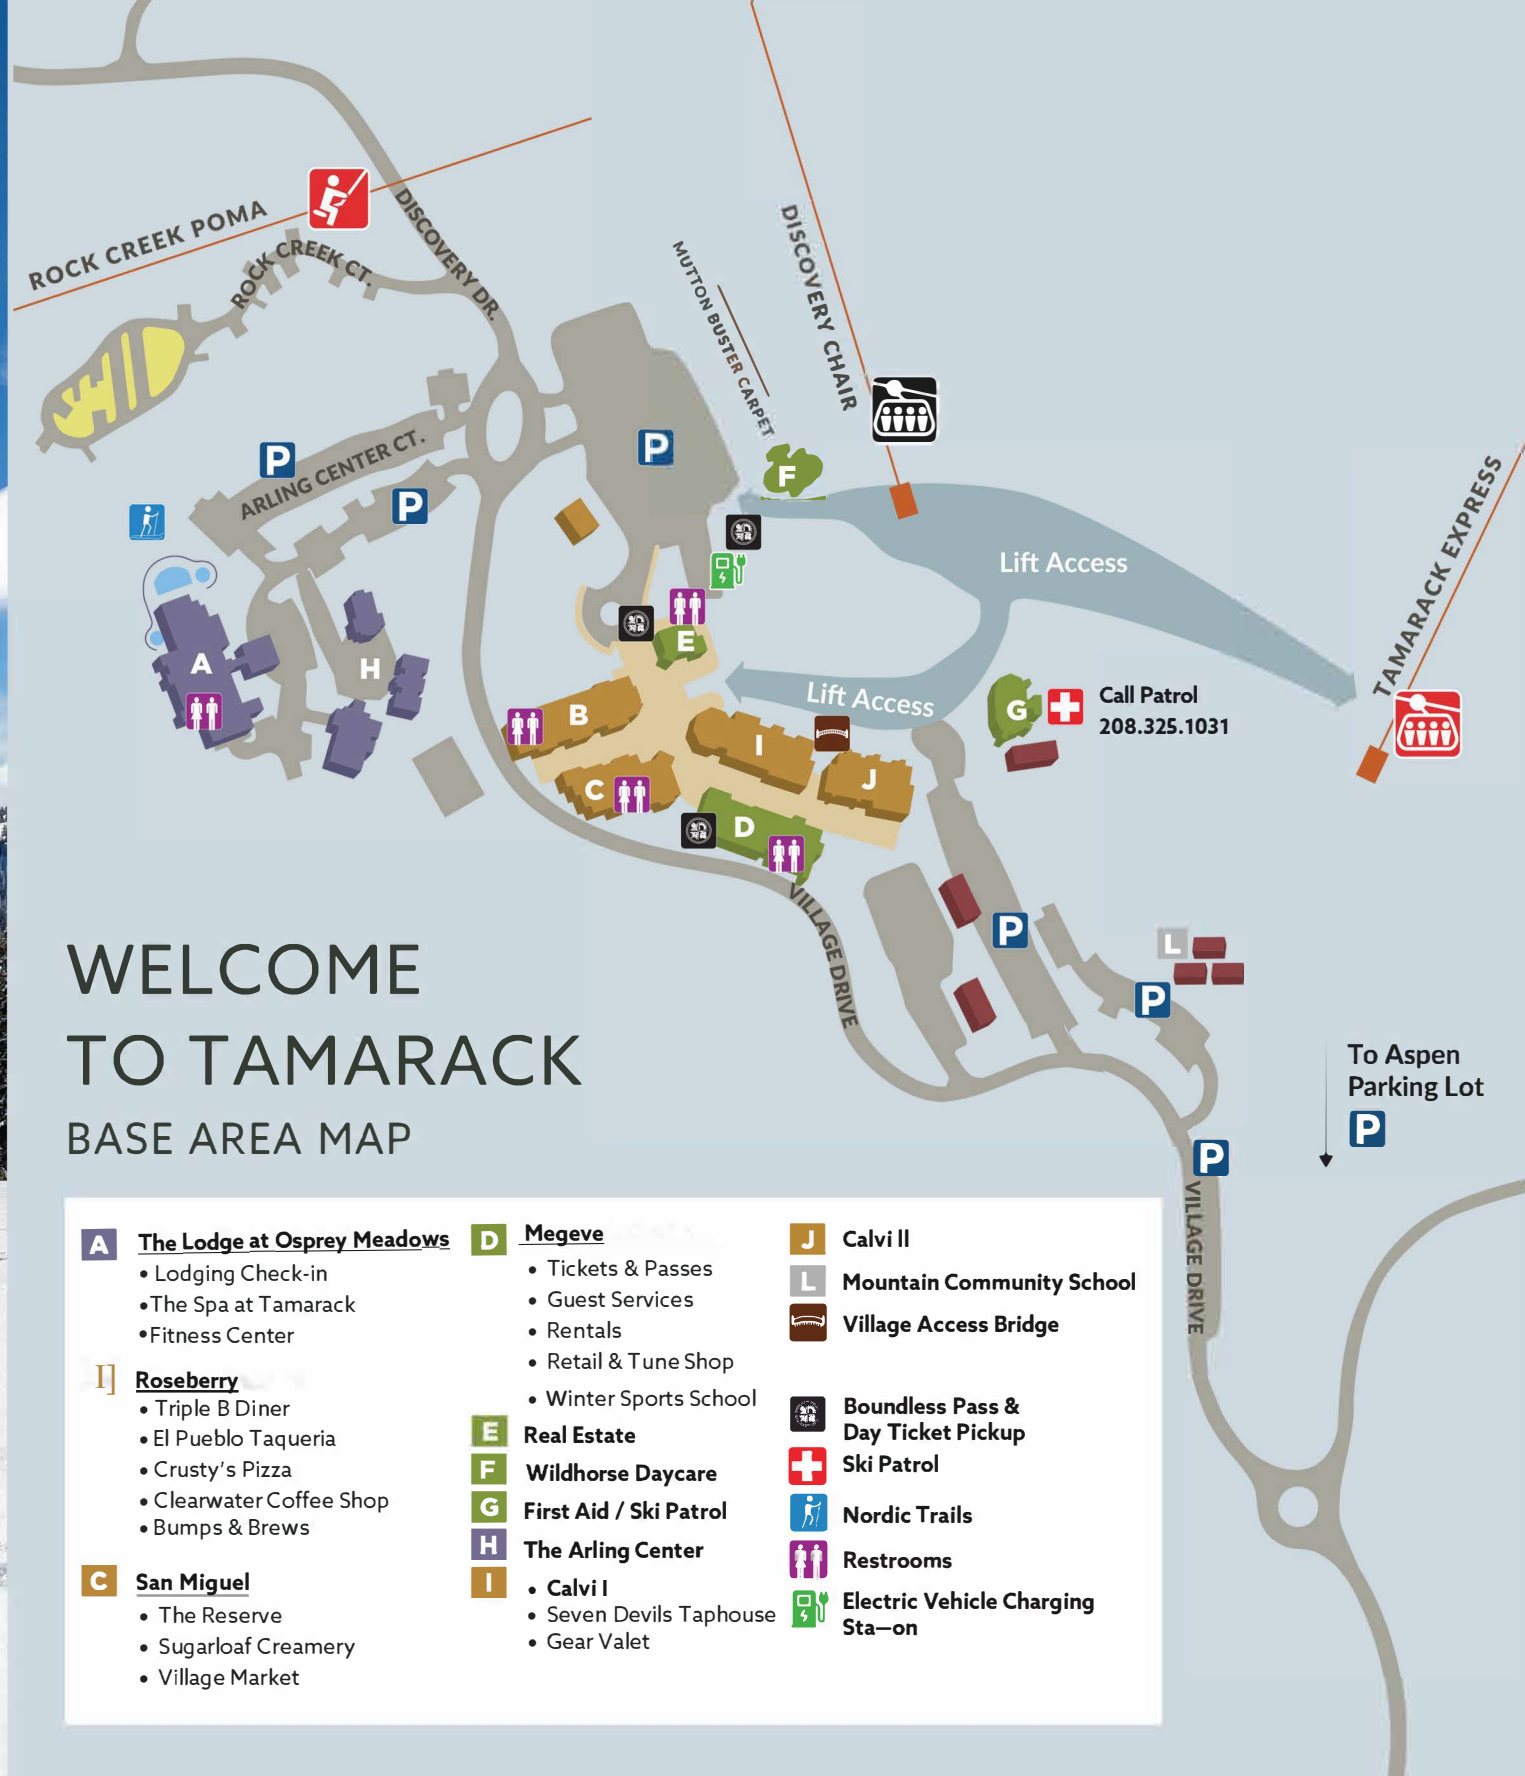 ROCK CREEK POMA
ROCK CREEK CT.
DISCOVERY DR.
MUTTON BUSTER CARPET
DISCOVERY CHAIR
TAMARACK EXPRESS
ARLING CENTER CT.
P
P
P
F
Lift Access
Lift Access
E
A
H
B
I
J
C
D
G
Call Patrol
208.325.1031
VILLAGE DRIVE
P
L
P
To Aspen
Parking Lot
P
P
VILLAGE DRIVE
WELCOME
TO TAMARACK
BASE AREA MAP
A The Lodge at Osprey Meadows
• Lodging Check-in
•The Spa at Tamarack
•Fitness Center
I] Roseberry
• Triple B Diner
• El Pueblo Taqueria
• Crusty's Pizza
• Clearwater Coffee Shop
• Bumps & Brews
C San Miguel
• The Reserve
• Sugarloaf Creamery
• Village Market
D Megeve
• Tickets & Passes
• Guest Services
• Rentals
• Retail & Tune Shop
• Winter Sports School
E Real Estate
F Wildhorse Daycare
G First Aid / Ski Patrol
H The Arling Center
I • Calvi I
• Seven Devils Taphouse
• Gear Valet
J Calvi ll
L Mountain Community School
Village Access Bridge
Boundless Pass &
Day Ticket Pickup
Ski Patrol
Nordic Trails
Restrooms
Electric Vehicle Charging
Sta—on